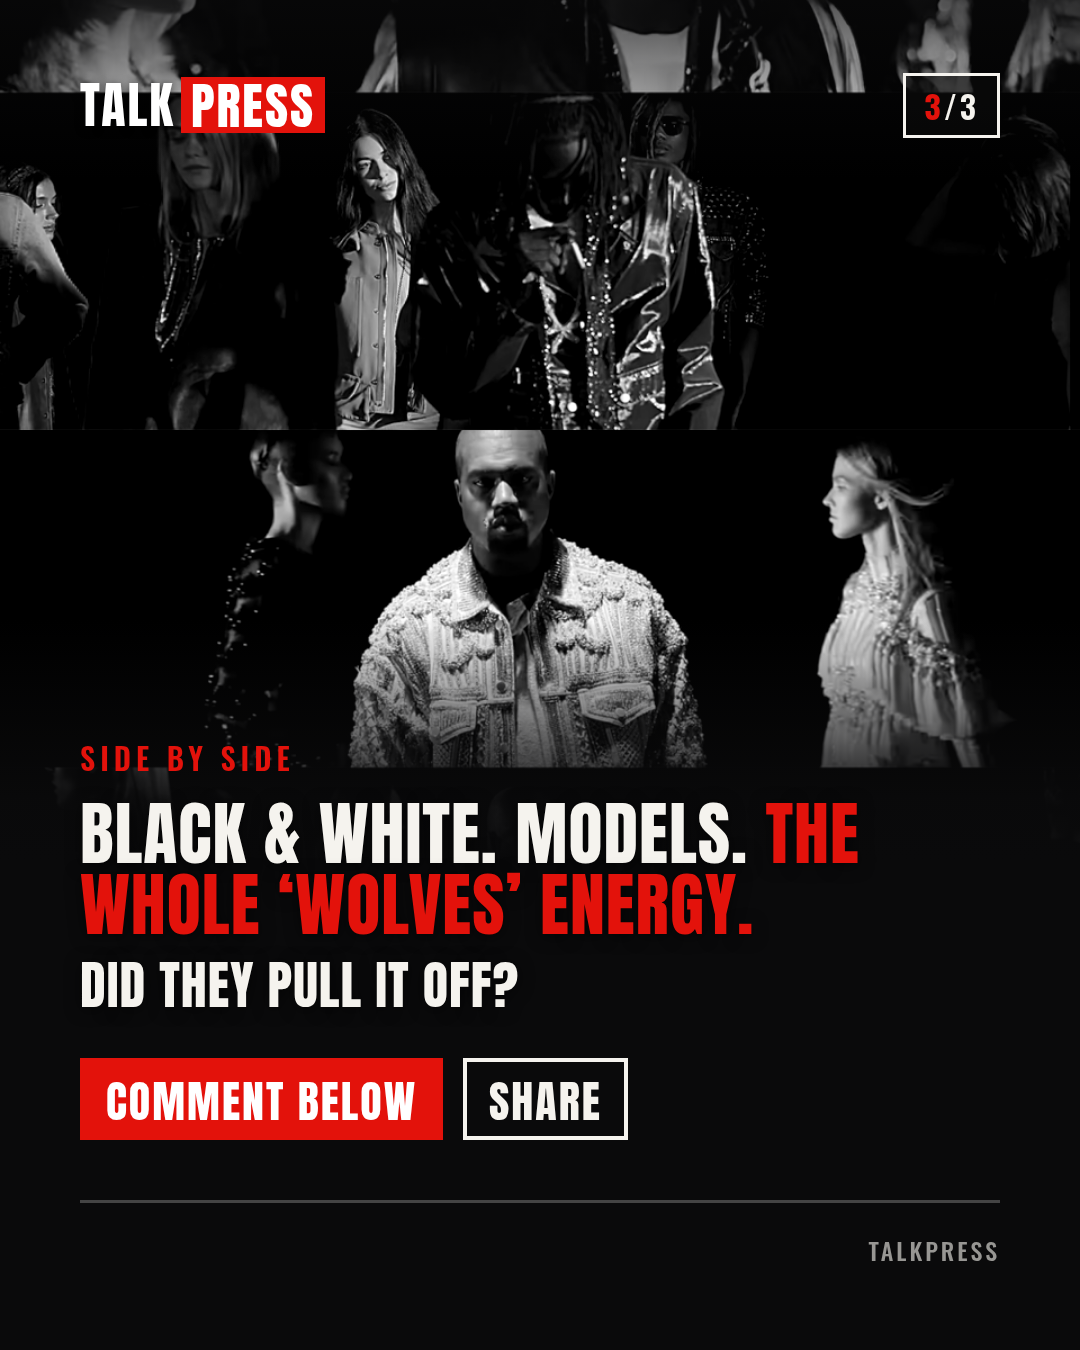 TALK PRESS
3/3
SIDE BY SIDE
BLACK & WHITE. MODELS. THE
WHOLE ‘WOLVES’ ENERGY.
DID THEY PULL IT OFF?
COMMENT BELOW
SHARE
TALKPRESS